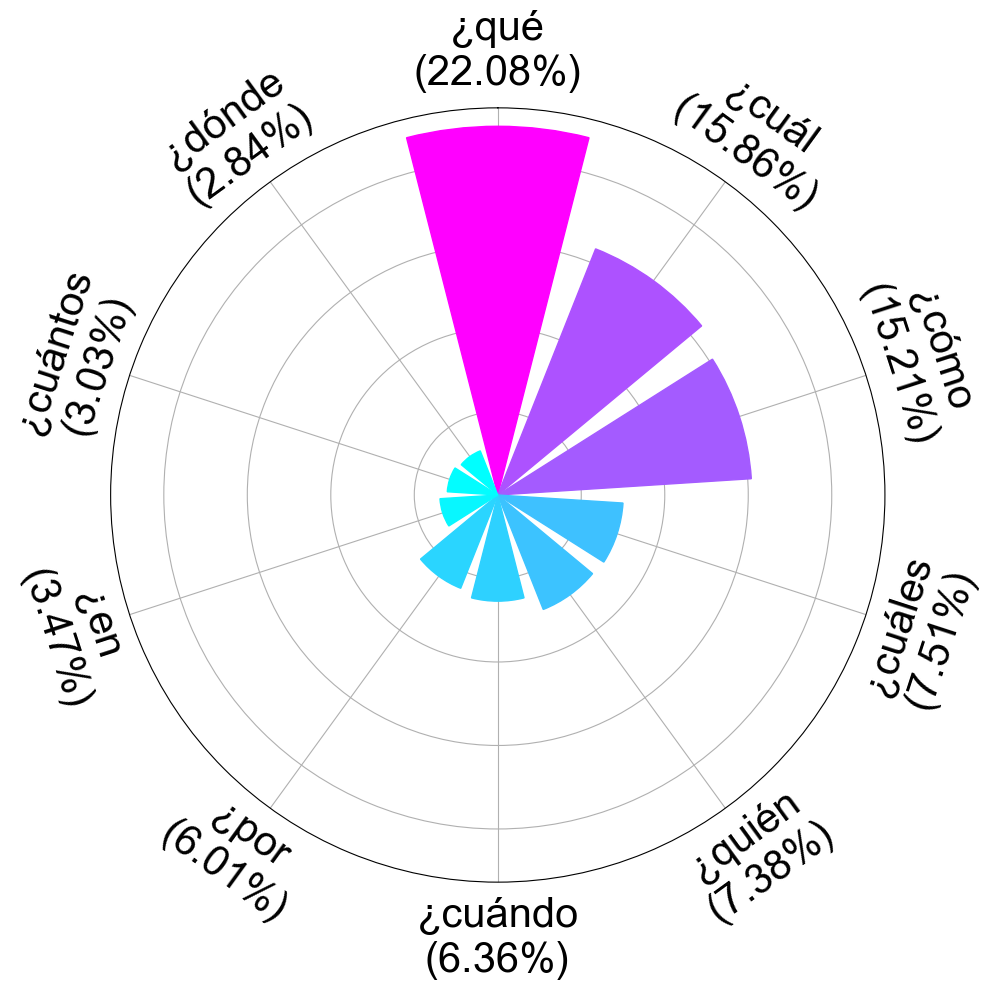 ¿qué
(22.08%)
¿cuál
(15.86%)
¿cómo
(15.21%)
¿cuáles
(7.51%)
¿quién
(7.38%)
¿cuándo
(6.36%)
¿por
(6.01%)
¿en
(3.47%)
¿cuántos
(3.03%)
¿dónde
(2.84%)